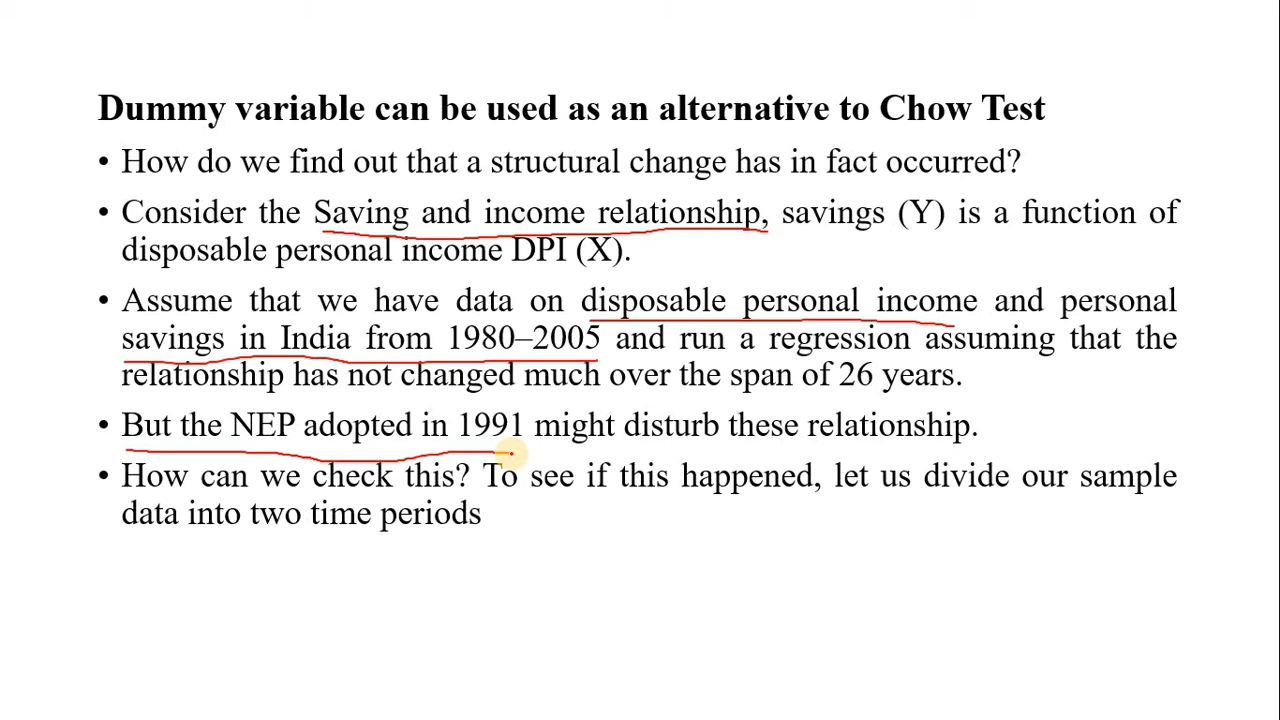 Dummy variable can be used as an alternative to Chow Test
• How do we find out that a structural change has in fact occurred?
• Consider the Saving and income relationship, savings (Y) is a function of
disposable personal income DPI (X).
• Assume that we have data on disposable personal income and personal
savings in India from 1980–2005 and run a regression assuming that the
relationship has not changed much over the span of 26 years.
• But the NEP adopted in 1991 might disturb these relationship.
• How can we check this? To see if this happened, let us divide our sample
data into two time periods